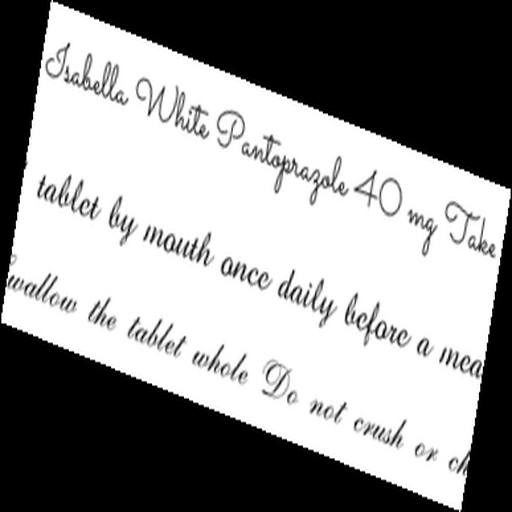 Isabella White Pantoprazole 40 mg Take
tablet by mouth once daily before a
wallow the tablet whole Do not crush or